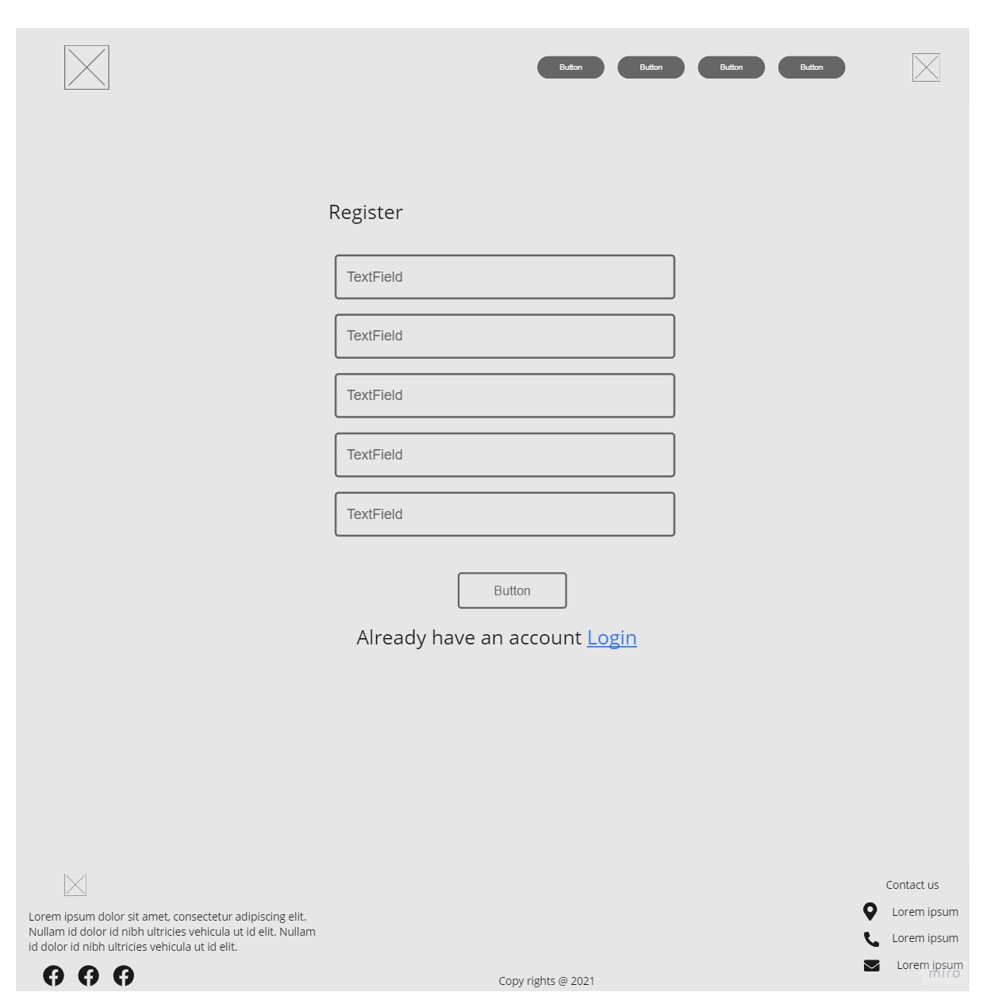 Button Button Button Button
Register
TextField
TextField
TextField
TextField
TextField
Button
Already have an account Login
Lorem ipsum dolor sit amet, consectetur adipiscing elit.
Nullam id dolor id nibh ultricies vehicula ut id elit. Nullam
id dolor id nibh ultricies vehicula ut id elit.
Copy rights @ 2021
Contact us
Lorem ipsum
Lorem ipsum
Lorem ipsum
miro